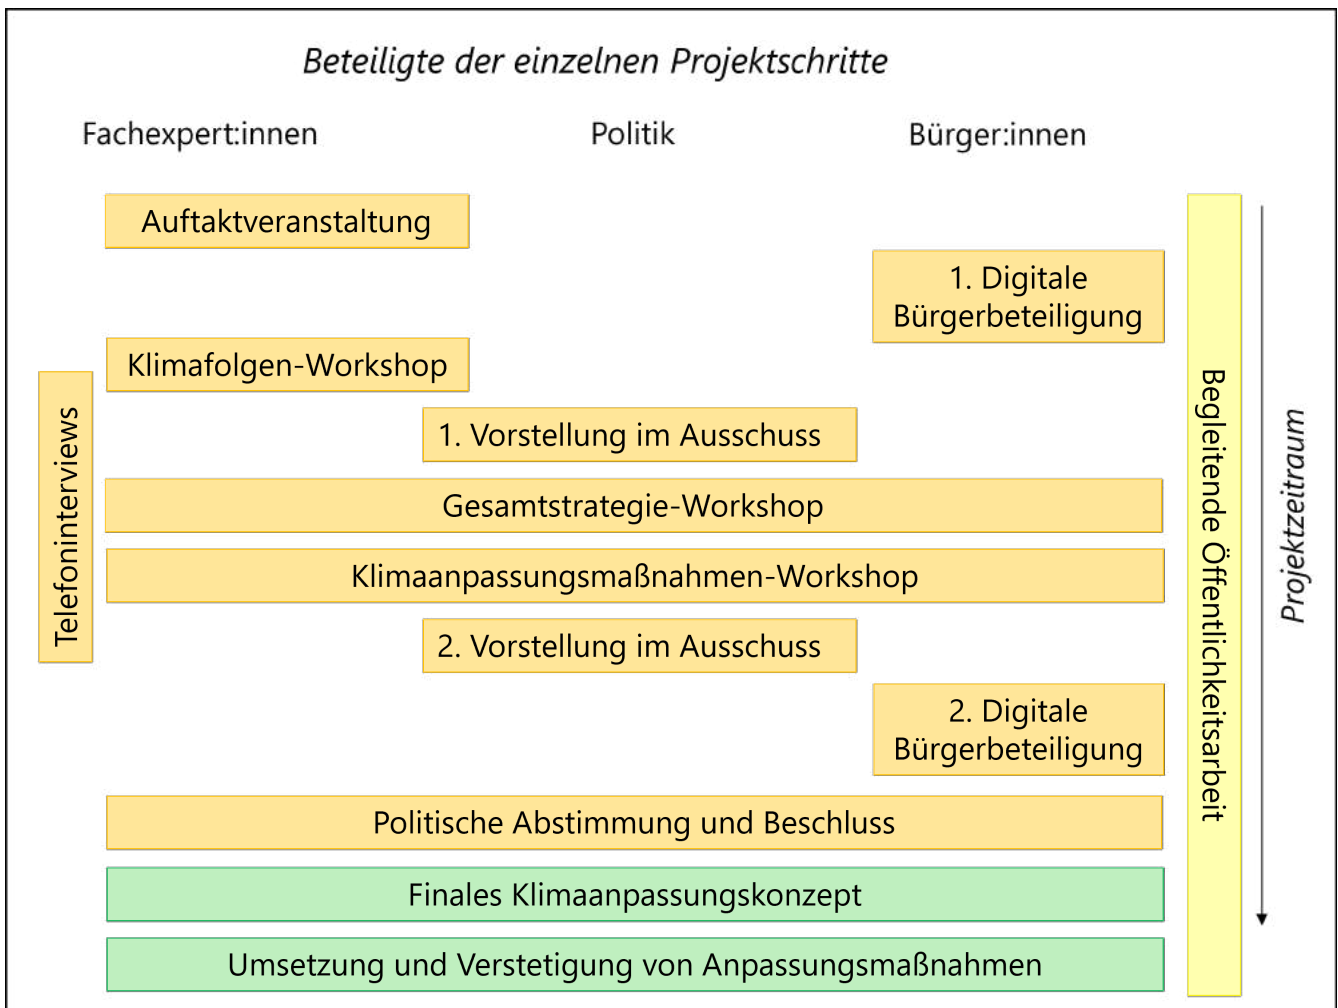 Beteiligte der einzelnen Projektschritte
Fachexpert:innen
Politik
Bürger:innen
Auftaktveranstaltung
1. Digitale
Bürgerbeteiligung
Klimafolgen-Workshop
Telefoninterviews
1. Vorstellung im Ausschuss
Gesamtstrategie-Workshop
Klimaanpassungsmaßnahmen-Workshop
2. Vorstellung im Ausschuss
2. Digitale
Bürgerbeteiligung
Politische Abstimmung und Beschluss
Finales Klimaanpassungskonzept
Umsetzung und Verstetigung von Anpassungsmaßnahmen
Begleitende Öffentlichkeitsarbeit
Projektzeitraum